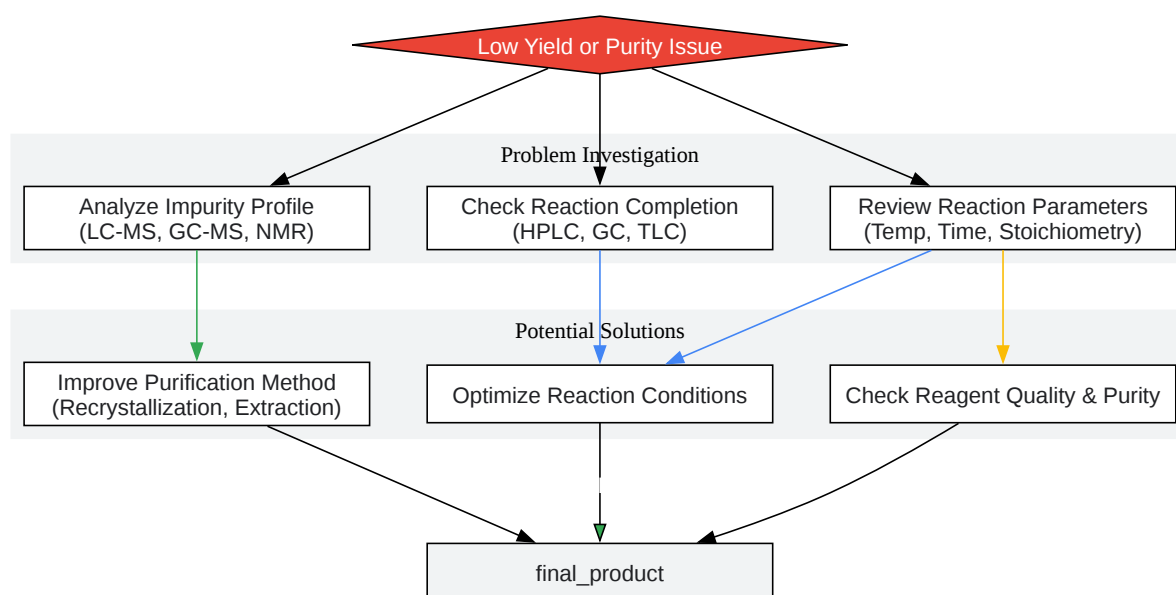 Low Yield or Purity Issue
Problem Investigation
Analyze Impurity Profile
(LC-MS, GC-MS, NMR)
Check Reaction Completion
(HPLC, GC, TLC)
Review Reaction Parameters
(Temp, Time, Stoichiometry)
Potential Solutions
Improve Purification Method
(Recrystallization, Extraction)
Optimize Reaction Conditions
Check Reagent Quality & Purity
final_product